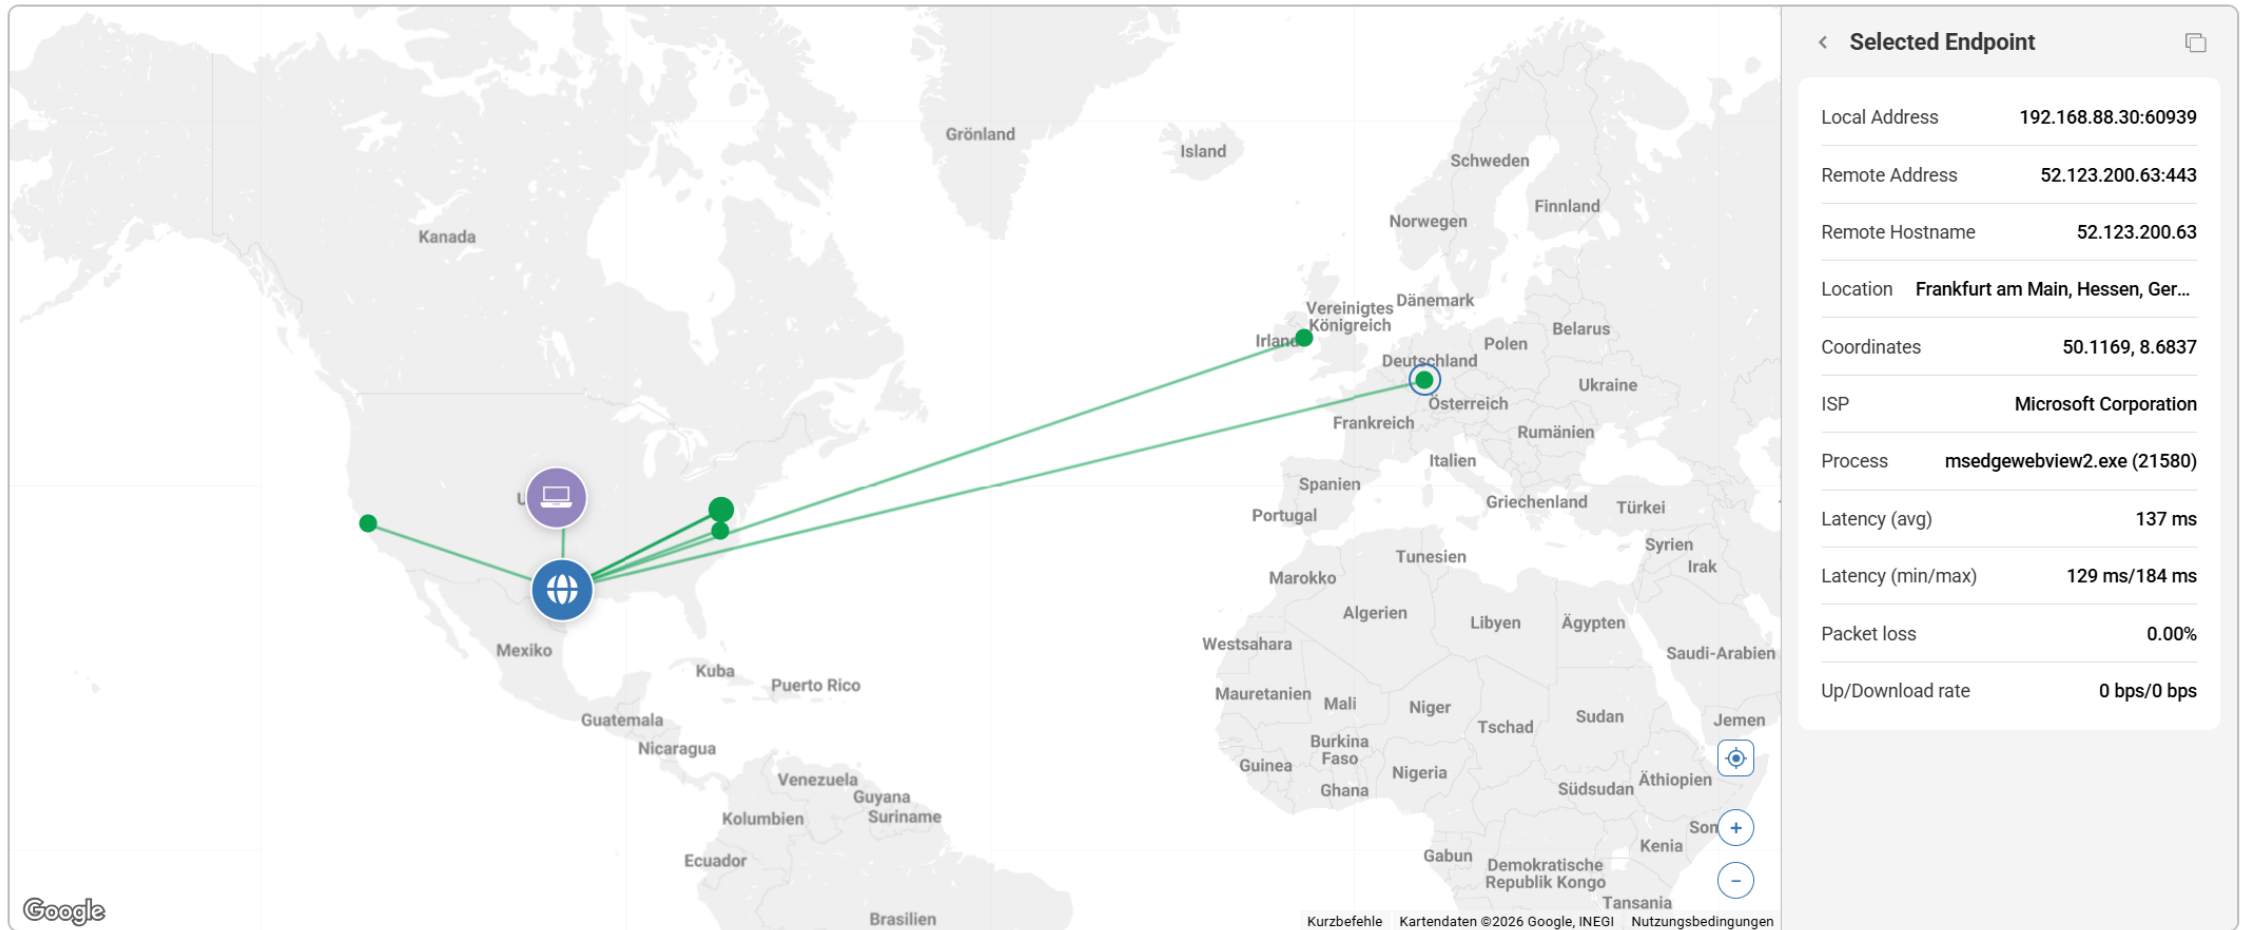 Grönland
Island
Schweden
Finnland
Norwegen
Kanada
Vereinigtes
Königreich
Dänemark
Irland
Belarus
Polen
Deutschland
Ukraine
Österreich
Frankreich
Rumänien
Italien
Spanien
Griechenland
Türkei
Portugal
U
Syrien
Tunesien
Irak
Marokko
Algerien
Libyen
Ägypten
Westsahara
Mexiko
Saudi-Arabien
Kuba
Puerto Rico
Mauretanien
Mali
Niger
Sudan
Guatemala
Tschad
Jemen
Nicaragua
Burkina
Faso
Guinea
Nigeria
Venezuela
Äthiopien
Ghana
Südsudan
Guyana
Suriname
Kolumbien
Som
Kenia
Ecuador
Gabun
Demokratische
Republik Kongo
Tansania
Brasilien
Google
Kurzbefehle
Kartendaten ©2026 Google, INEGI
Nutzungsbedingungen
Selected Endpoint
Local Address 192.168.88.30:60939
Remote Address 52.123.200.63:443
Remote Hostname 52.123.200.63
Location Frankfurt am Main, Hessen, Ger...
Coordinates 50.1169, 8.6837
ISP Microsoft Corporation
Process msedgewebview2.exe (21580)
Latency (avg) 137 ms
Latency (min/max) 129 ms/184 ms
Packet loss 0.00%
Up/Download rate 0 bps/0 bps